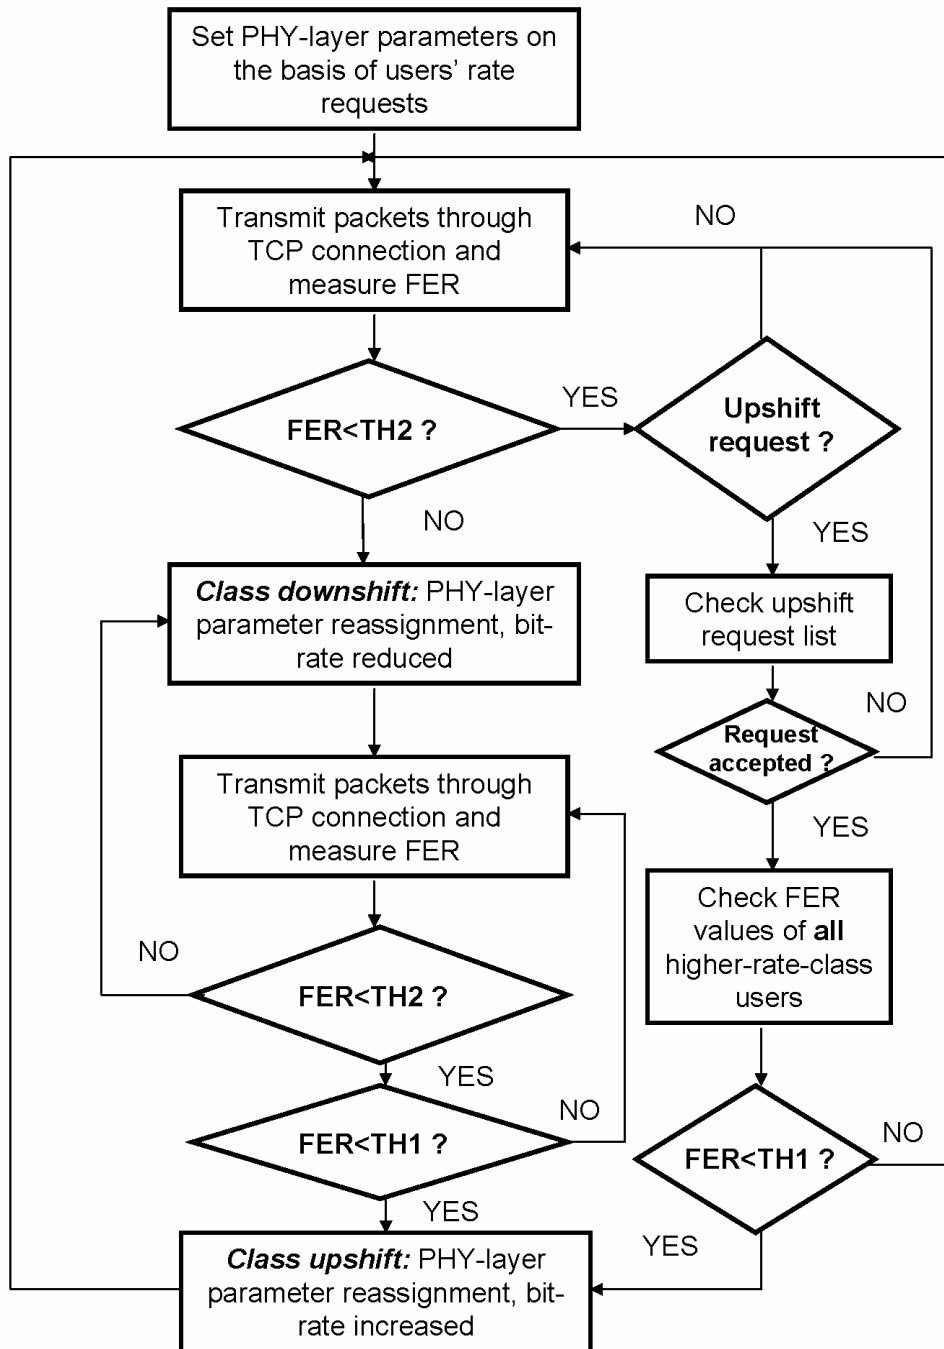 Set PHY-layer parameters on
the basis of users' rate
requests
Transmit packets through
TCP connection and
measure FER
NO
FER<TH2 ?
YES
Upshift
request ?
NO
YES
Class downshift: PHY-layer
parameter reassignment, bit-
rate reduced
Check upshift
request list
NO
Request
accepted ?
Transmit packets through
TCP connection and
measure FER
YES
Check FER
values of all
higher-rate-class
users
NO
FER<TH2 ?
YES
NO
FER<TH1 ?
YES
FER<TH1 ?
NO
YES
Class upshift: PHY-layer
parameter reassignment, bit-
rate increased